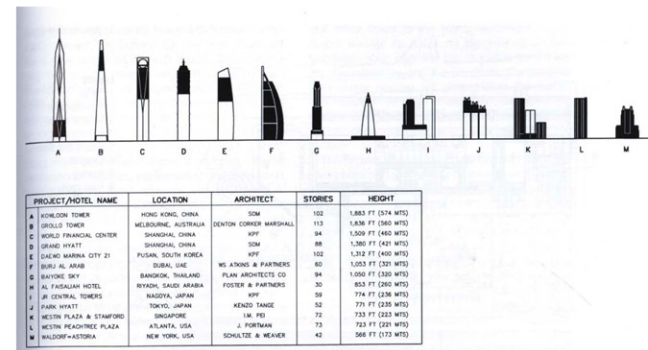 A B C D E F G H I J K L M
PROJECT/HOTEL NAME LOCATION ARCHITECT STORIES HEIGHT
A KOWLOON TOWER HONG KONG, CHINA SOM 102 1,883 FT (574 MTS)
B GROLLO TOWER MELBOURNE, AUSTRALIA DENTON CORKER MARSHALL 113 1,836 FT (560 MTS)
C WORLD FINANCIAL CENTER SHANGHAI, CHINA KPF 94 1,509 FT (460 MTS)
D GRAND HYATT SHANGHAI, CHINA SOM 88 1,380 FT (421 MTS)
E DAEWO MARINA CITY 21 PUSAN, SOUTH KOREA KPF 102 1,312 FT (400 MTS)
F BURJ AL ARAB DUBAI, UAE WS ATKINS & PARTNERS 60 1,053 FT (321 MTS)
G BAIYOKE SKY BANGKOK, THAILAND PLAN ARCHITECTS CO 94 1,050 FT (320 MTS)
H AL FAISALIAH HOTEL RIYADH, SAUDI ARABIA FOSTER & PARTNERS 30 853 FT (260 MTS)
I JR CENTRAL TOWERS NAGOYA, JAPAN KPF 59 774 FT (236 MTS)
J PARK HYATT TOKYO, JAPAN KENZO TANGE 52 771 FT (235 MTS)
K WESTIN PLAZA & STAMFORD SINGAPORE I.M. PEI 72 733 FT (223 MTS)
L WESTIN PEACHTREE PLAZA ATLANTA, USA J. PORTMAN 73 723 FT (221 MTS)
M WALDORF=ASTORIA NEW YORK, USA SCHULTZE & WEAVER 42 568 FT (173 MTS)